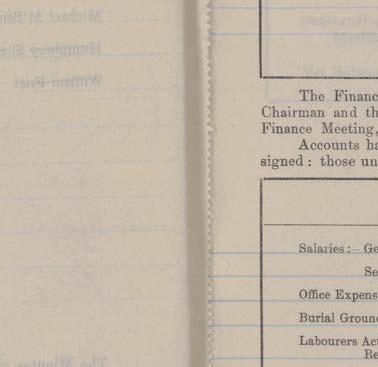 The Financ
Chairman and th
Finance Meeting,
Accounts ha
signed : those un
Salaries :— Ge
Se
Office Expens
Burial Ground
Labourers Ac
Re